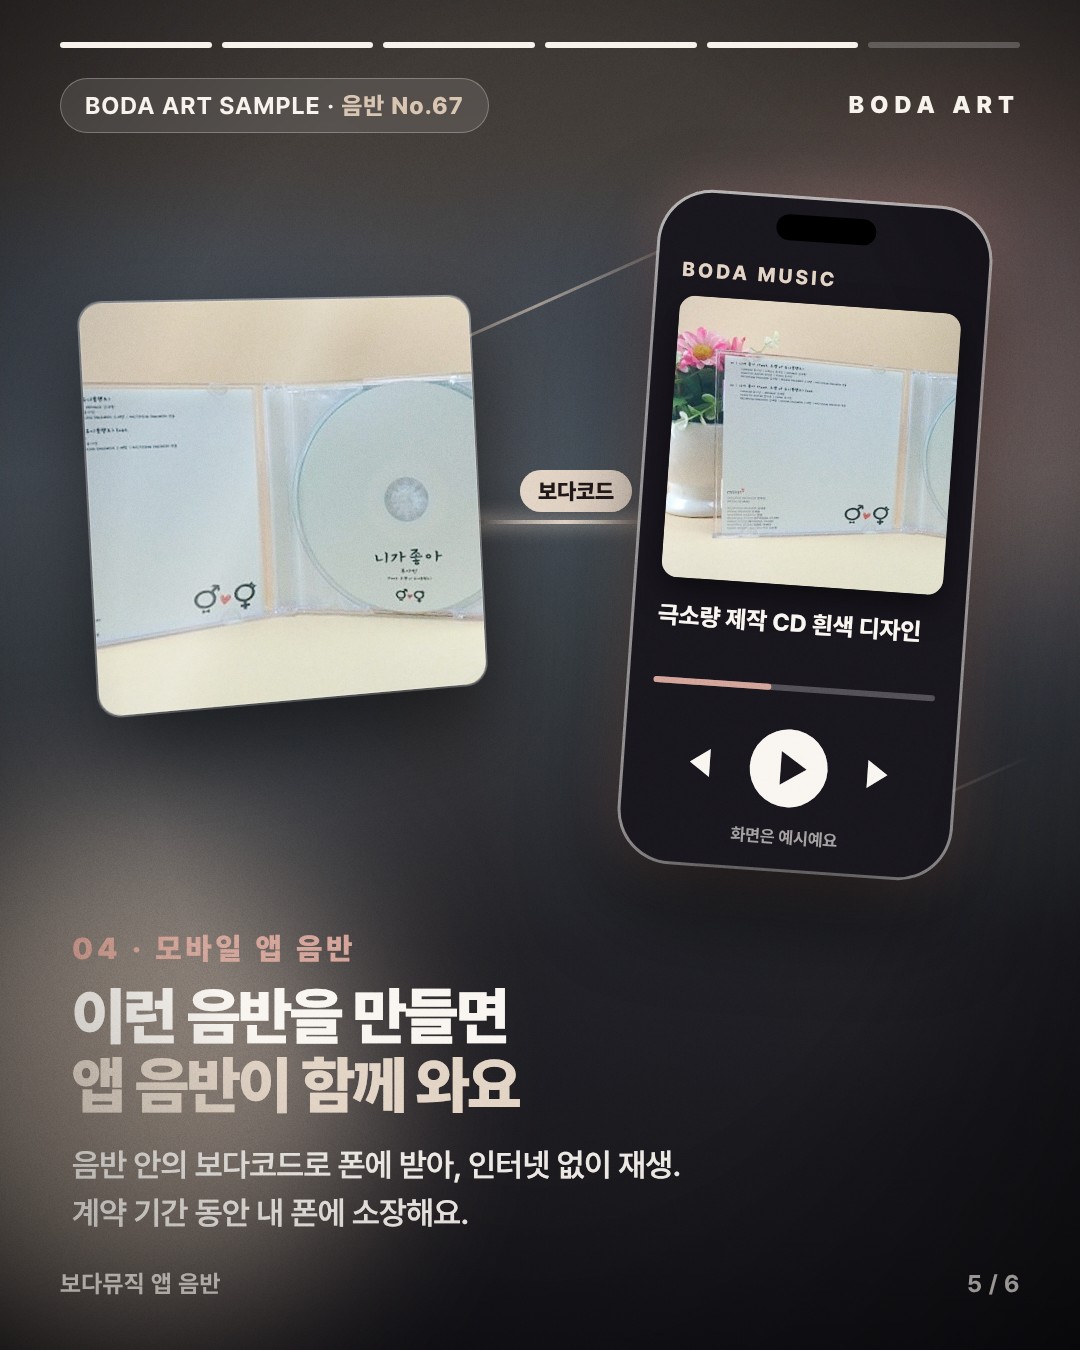 BODA ART SAMPLE · 음반 No.67
BODA ART
BODA MUSIC
보다코드
니가 좋아
극소량 제작 CD 흰색 디자인
화면은 예시예요
04 · 모바일 앱 음반
이런 음반을 만들면
앱 음반이 함께 와요
음반 안의 보다코드로 폰에 받아, 인터넷 없이 재생.
계약 기간 동안 내 폰에 소장해요.
보다뮤직 앱 음반
5 / 6